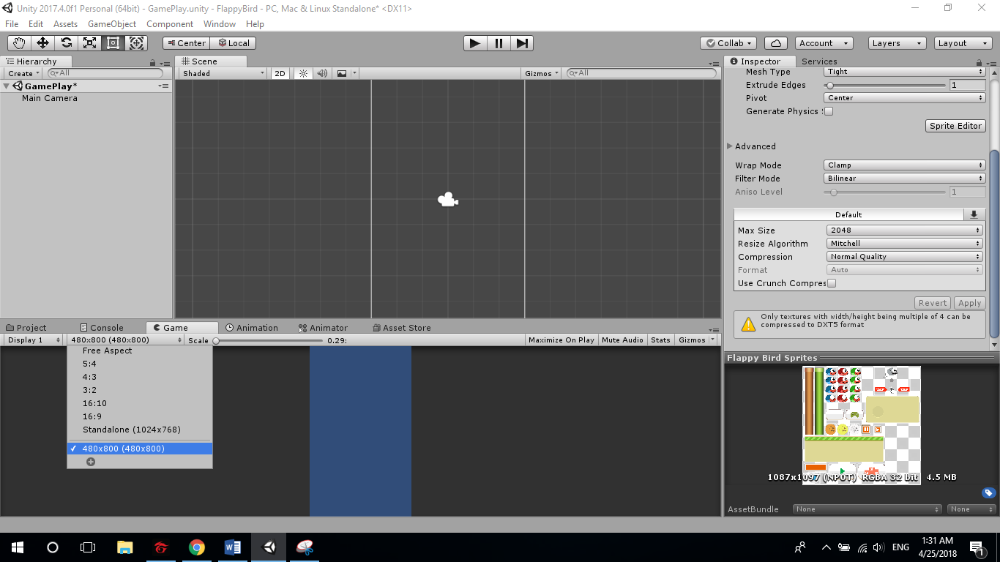 Unity 2017.4.0f1 Personal (64bit) - GamePlay.unity - FlappyBird - PC, Mac & Linux Standalone* <DX11>
File Edit Assets GameObject Component Window Help
Center Local
Collab Account Layers Layout
Hierarchy
Create All
GamePlay*
Main Camera
Scene
Shaded 2D Gizmos All
Inspector Services
Mesh Type Tight
Extrude Edges 1
Pivot Center
Generate Physics
Sprite Editor
Advanced
Wrap Mode Clamp
Filter Mode Bilinear
Aniso Level 1
Default
Max Size 2048
Resize Algorithm Mitchell
Compression Normal Quality
Format Auto
Use Crunch Compres
Revert Apply
Only textures with width/height being multiple of 4 can be
compressed to DXT5 format
Project Console Game Animation Animator Asset Store
Display 1 480x800 (480x800) Scale 0.29: Maximize On Play Mute Audio Stats Gizmos
Free Aspect
5:4
4:3
3:2
16:10
16:9
Standalone (1024x768)
480x800 (480x800)
Flappy Bird Sprites
1087x1097 (NPOT) RGBA 32 bit 4.5 MB
AssetBundle None None
ENG
1:31 AM
4/25/2018
1